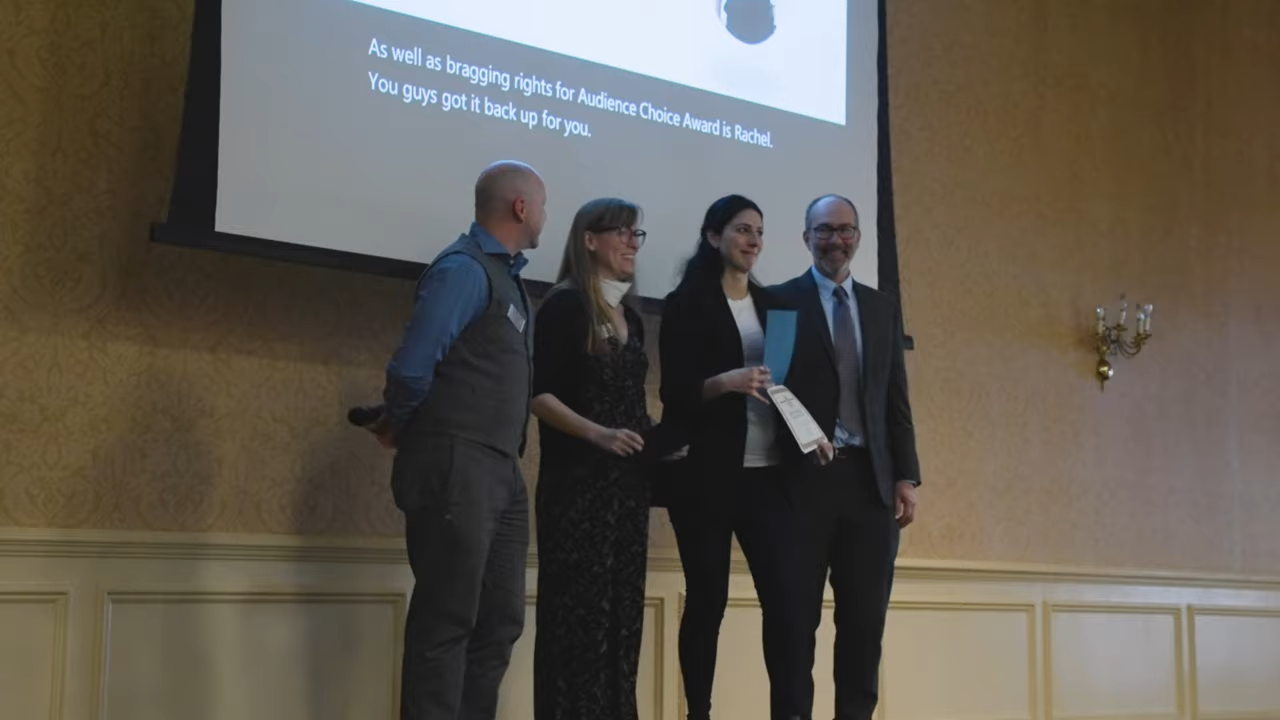 As well as bragging rights for Audience Choice Award is Rachel.
You guys got it back up for you.